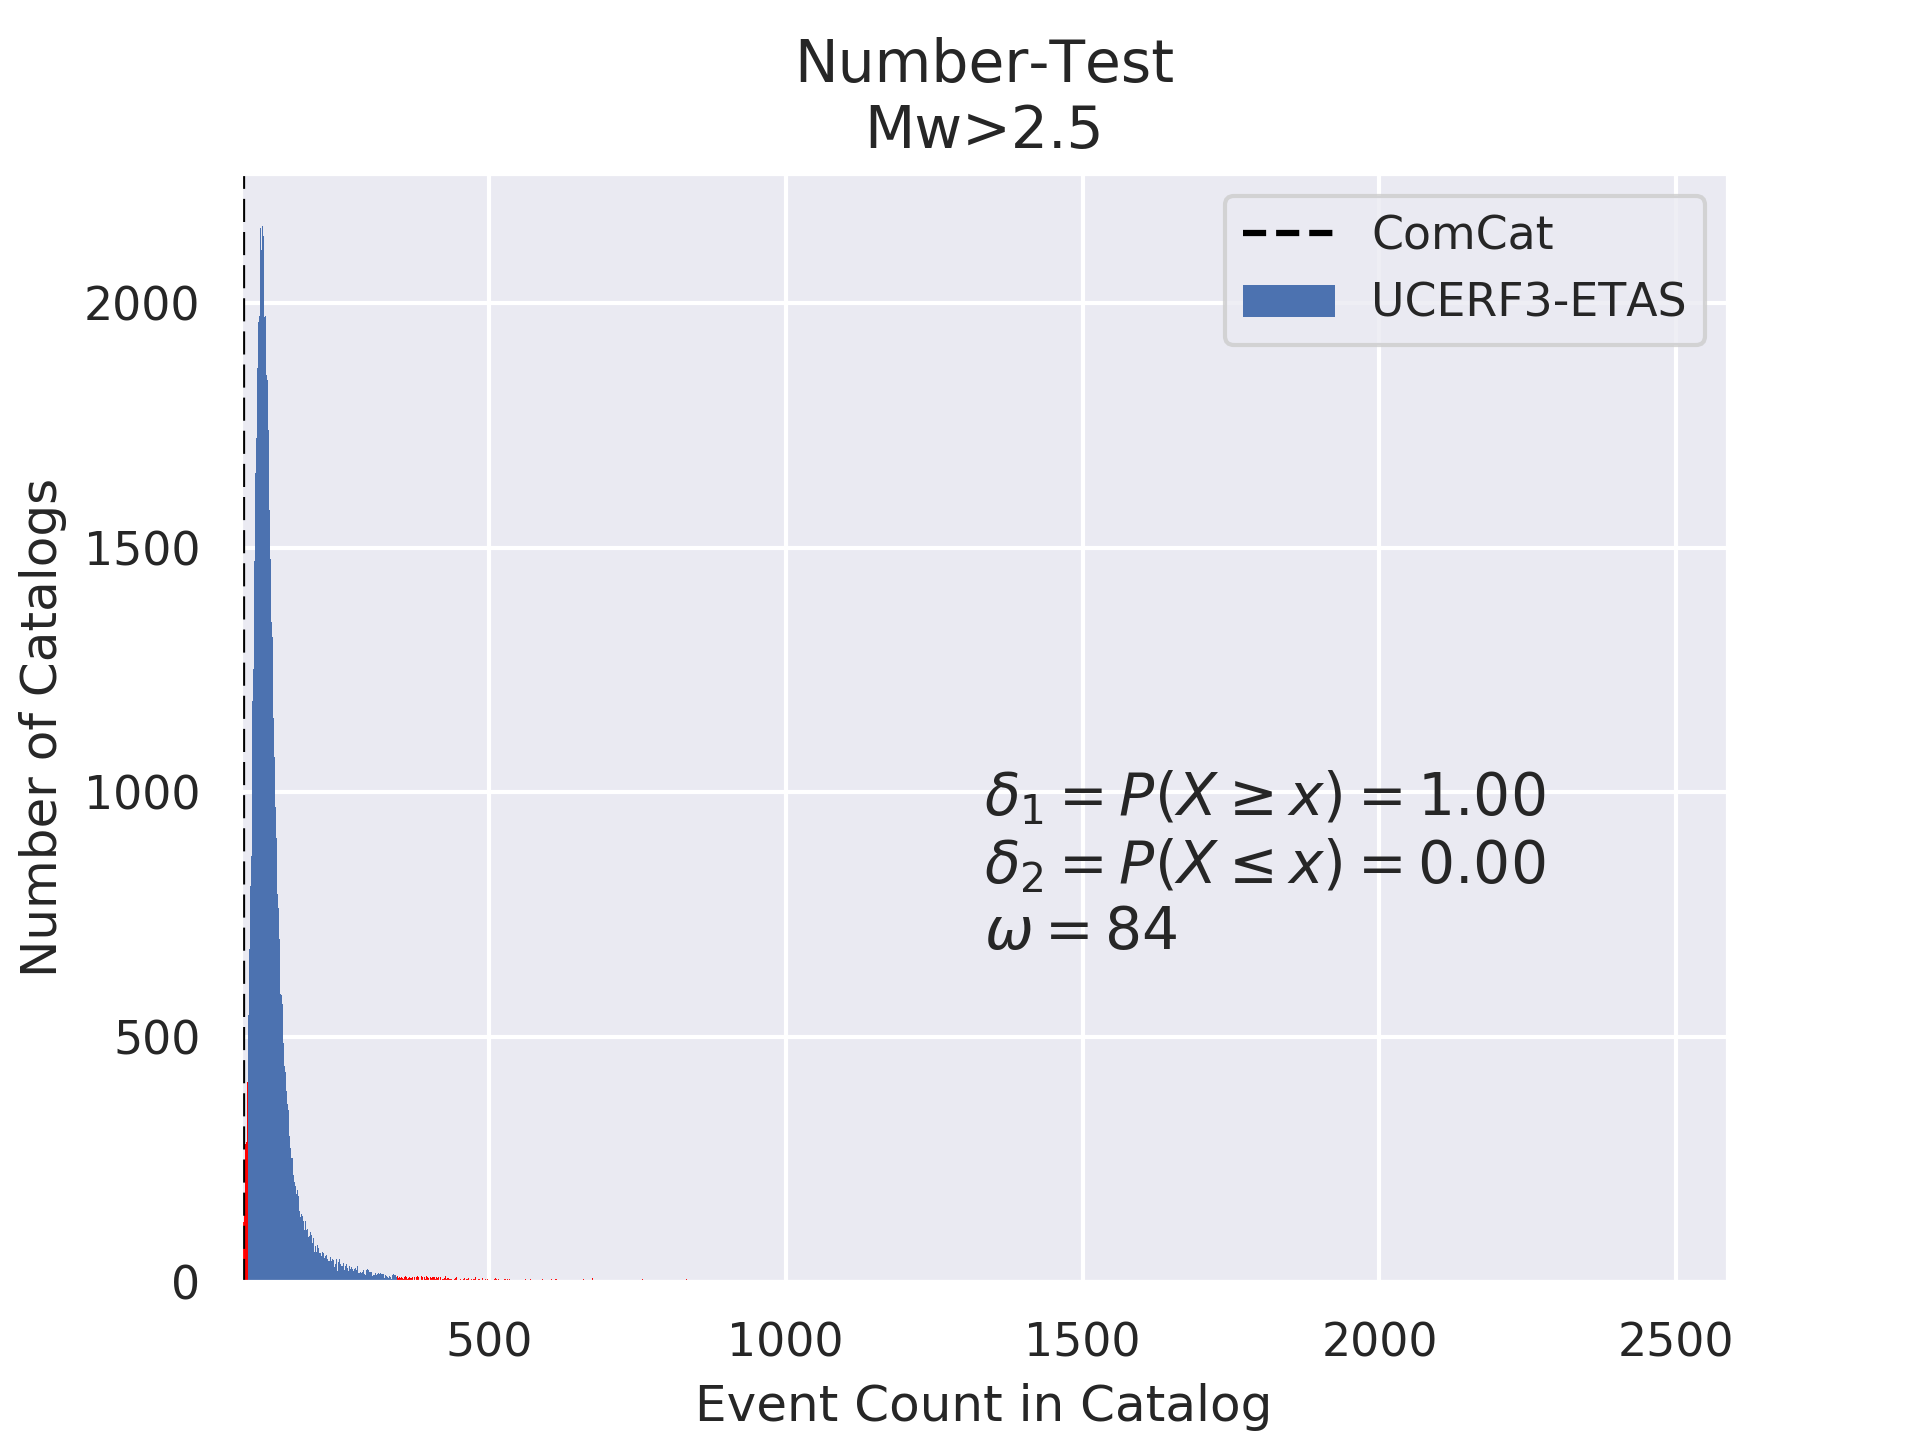 Number-Test
Mw>2.5
ComCat
UCERF3-ETAS
2000
1500
1000
500
0
Number of Catalogs
δ₁ = P(X ≥ x) = 1.00
δ₂ = P(X ≤ x) = 0.00
ω = 84
500
1000
1500
2000
2500
Event Count in Catalog